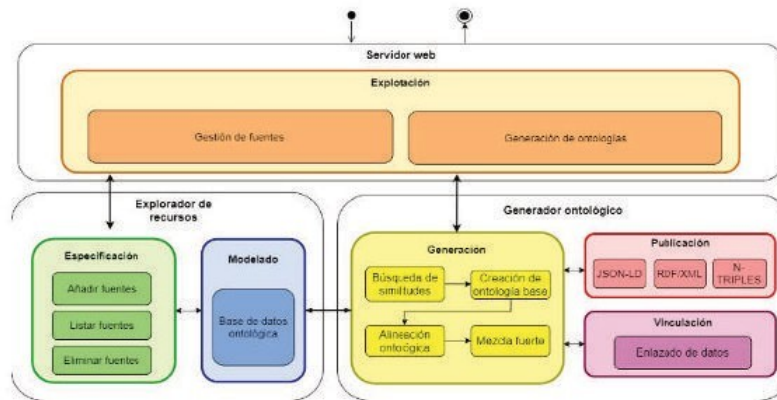 Servidor web
Explotación
Gestión de fuentes
Generación de ontologías
Explorador de
recursos
Especificación
Añadir fuentes
Listar fuentes
Eliminar fuentes
Modelado
Base de datos
ontológica
Generador ontológico
Generación
Búsqueda de
similitudes
Creación de
ontología base
Alineación
ontológica
Mezcla fuerte
Publicación
JSON-LD
RDF/XML
N-
TRIPLES
Vinculación
Enlazado de datos